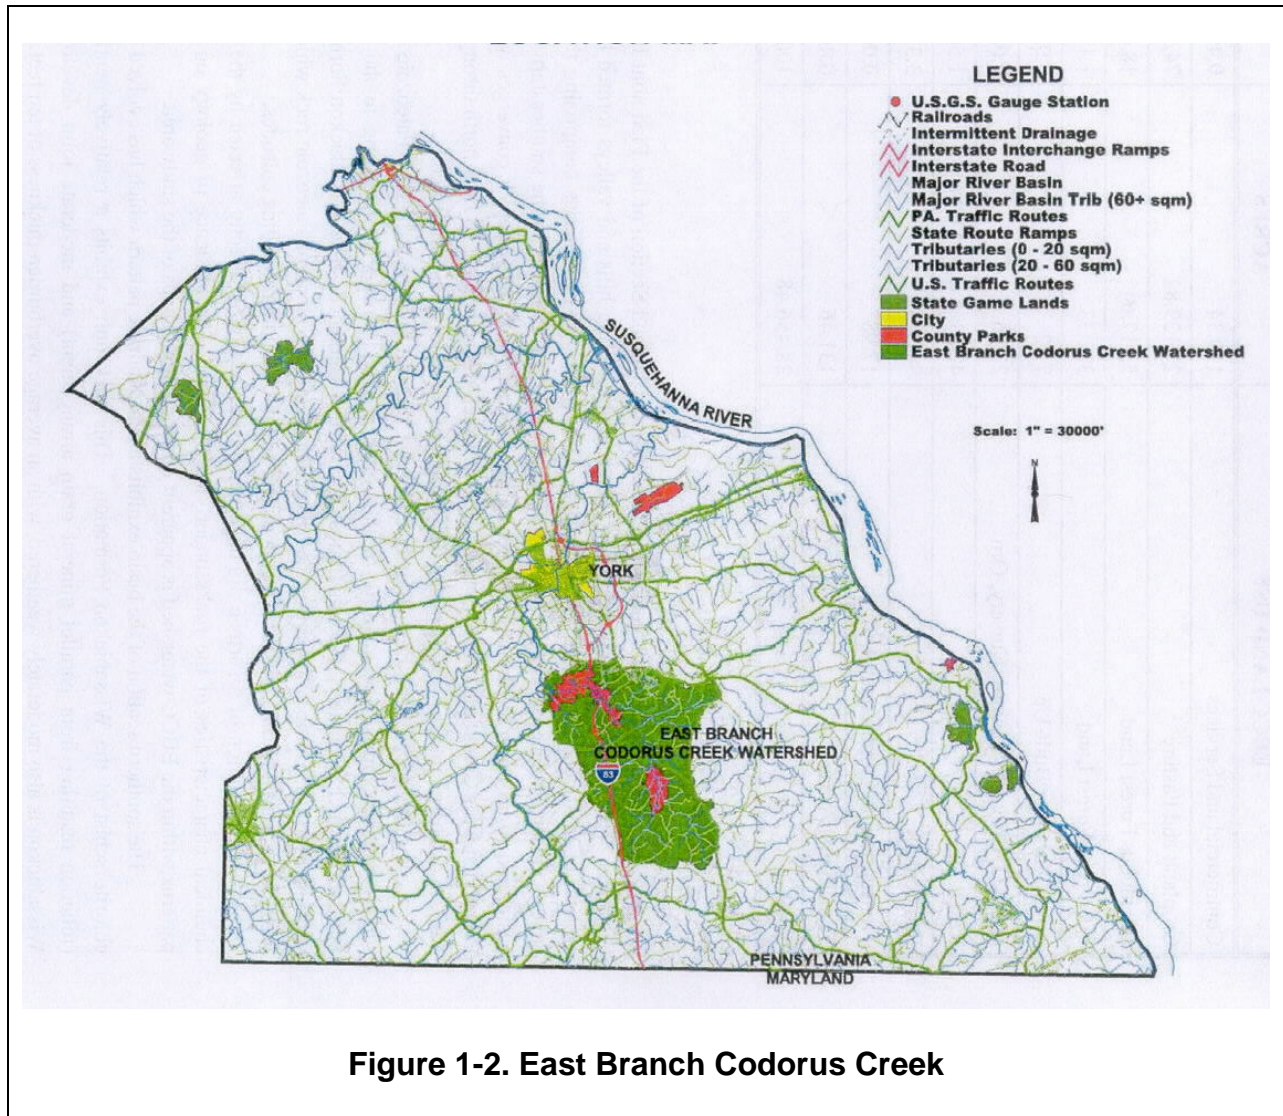 LEGEND
U.S.G.S. Gauge Station
Railroads
Intermittent Drainage
Interstate Interchange Ramps
Interstate Road
Major River Basin
Major River Basin Trib (60+ sqm)
PA. Traffic Routes
State Route Ramps
Tributaries (0 - 20 sqm)
Tributaries (20 - 60 sqm)
U.S. Traffic Routes
State Game Lands
City
County Parks
East Branch Codorus Creek Watershed
Scale: 1" = 30000'
N
SUSQUEHANNA RIVER
YORK
EAST BRANCH
CODORUS CREEK WATERSHED
83
PENNSYLVANIA
MARYLAND
Figure 1-2. East Branch Codorus Creek